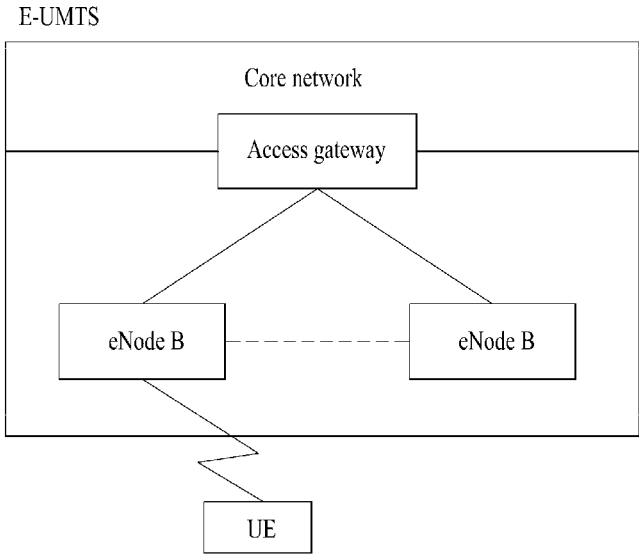 E-UMTS
Core network
Access gateway
eNode B
eNode B
UE